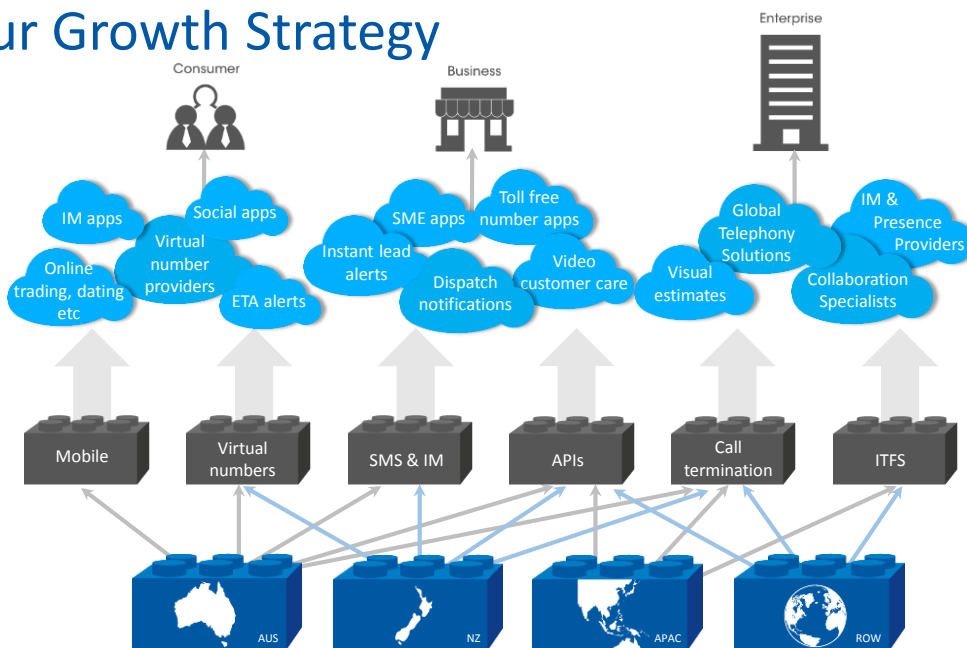 ur Growth Strategy
Consumer
Business
Enterprise
IM apps
Social apps
Virtual
number
providers
Online
trading, dating
etc
ETA alerts
SME apps
Toll free
number apps
Instant lead
alerts
Dispatch
notifications
Video
customer care
Global
Telephony
Solutions
IM &
Presence
Providers
Visual
estimates
Collaboration
Specialists
Mobile
Virtual
numbers
SMS & IM
APIs
Call
termination
ITFS
AUS
NZ
APAC
ROW